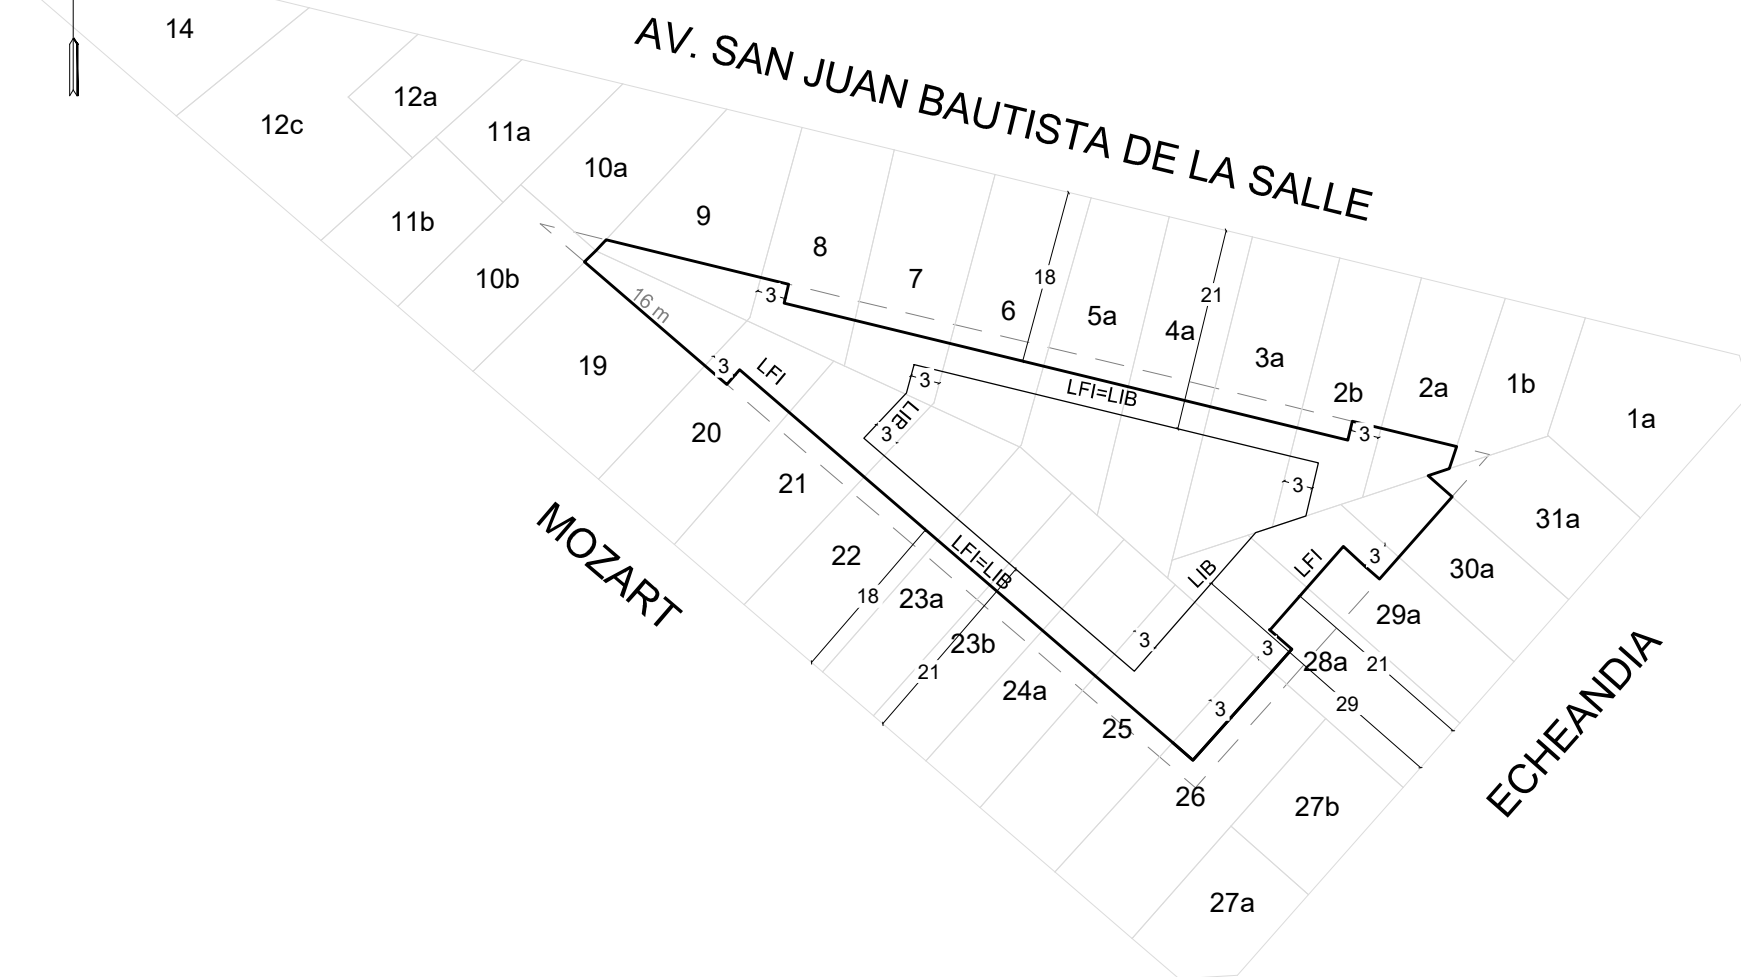 14
AV. SAN JUAN BAUTISTA DE LA SALLE
12a
12c
11a
10a
9
11b
8
10b
7
18
3
21
16 m
6
5a
4a
3a
19
3
LFI
3
LFI=LIB
2b
2a
1b
1a
LIB
3
3
20
21
3
MOZART
31a
22
LFI=LIB
LFI
3
30a
LIB
18
23a
29a
23b
3
3
28a
21
21
ECHEANDIA
24a
3
29
25
26
27b
27a